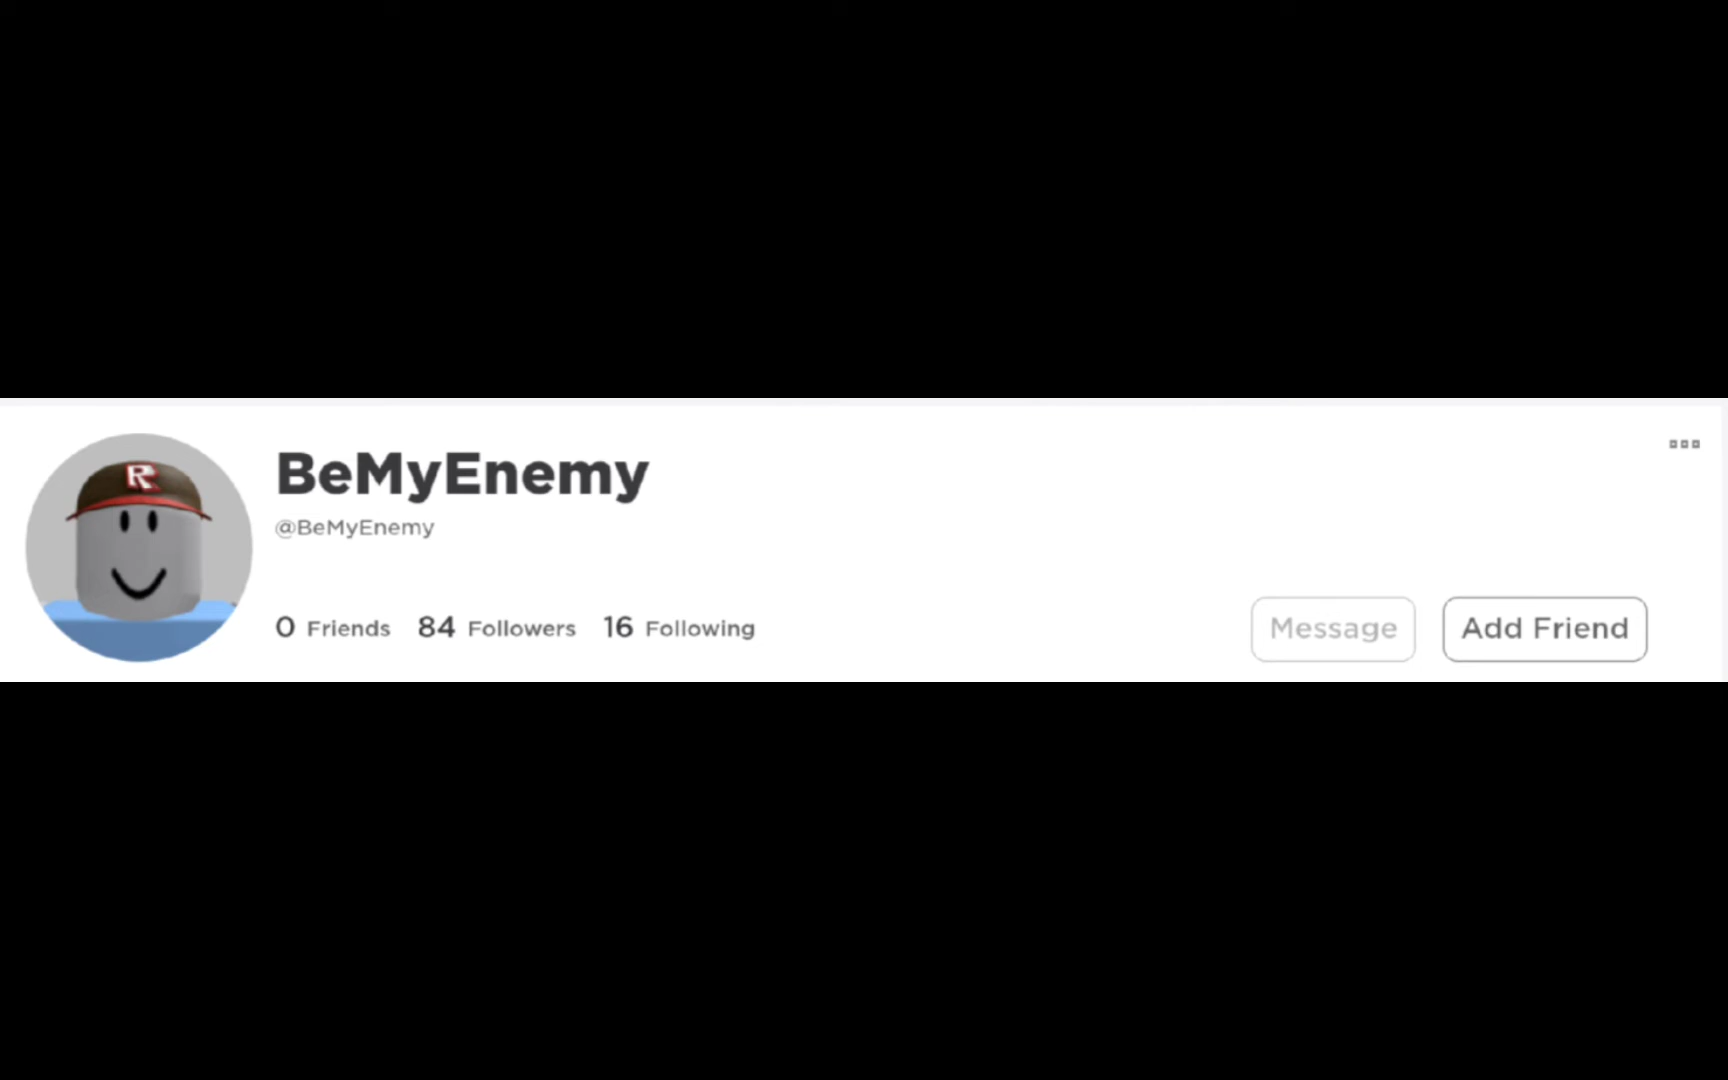 BeMyEnemy
@BeMyEnemy
0 Friends 84 Followers 16 Following
Message Add Friend
R